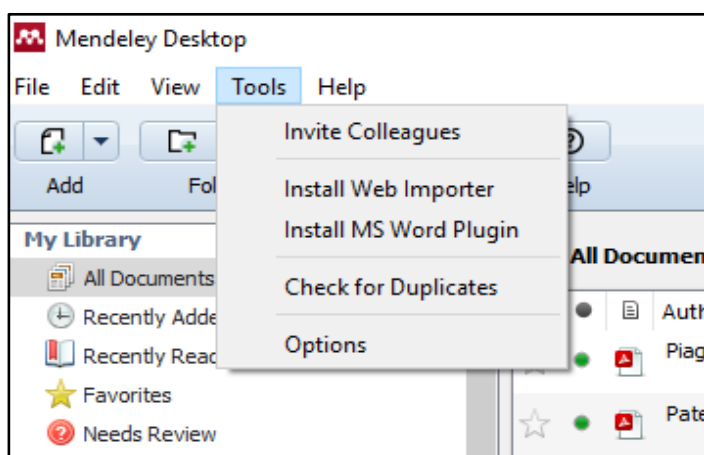 Mendeley Desktop
File Edit View Tools Help
Invite Colleagues
Install Web Importer
Install MS Word Plugin
Check for Duplicates
Options
Add
My Library
All Documents
Recently Adde
Recently Read
Favorites
Needs Review
All Documen
Auth
Piag
Pate